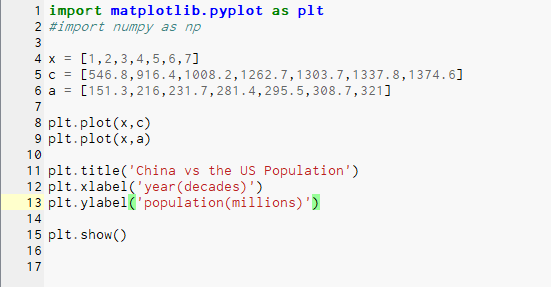 1 import matplotlib.pyplot as plt
2 #import numpy as np
3
4 x = [1,2,3,4,5,6,7]
5 c = [546.8,916.4,1008.2,1262.7,1303.7,1337.8,1374.6]
6 a = [151.3,216,231.7,281.4,295.5,308.7,321]
7
8 plt.plot(x,c)
9 plt.plot(x,a)
10
11 plt.title('China vs the US Population')
12 plt.xlabel('year(decades)')
13 plt.ylabel('population(millions)')
14
15 plt.show()
16
17